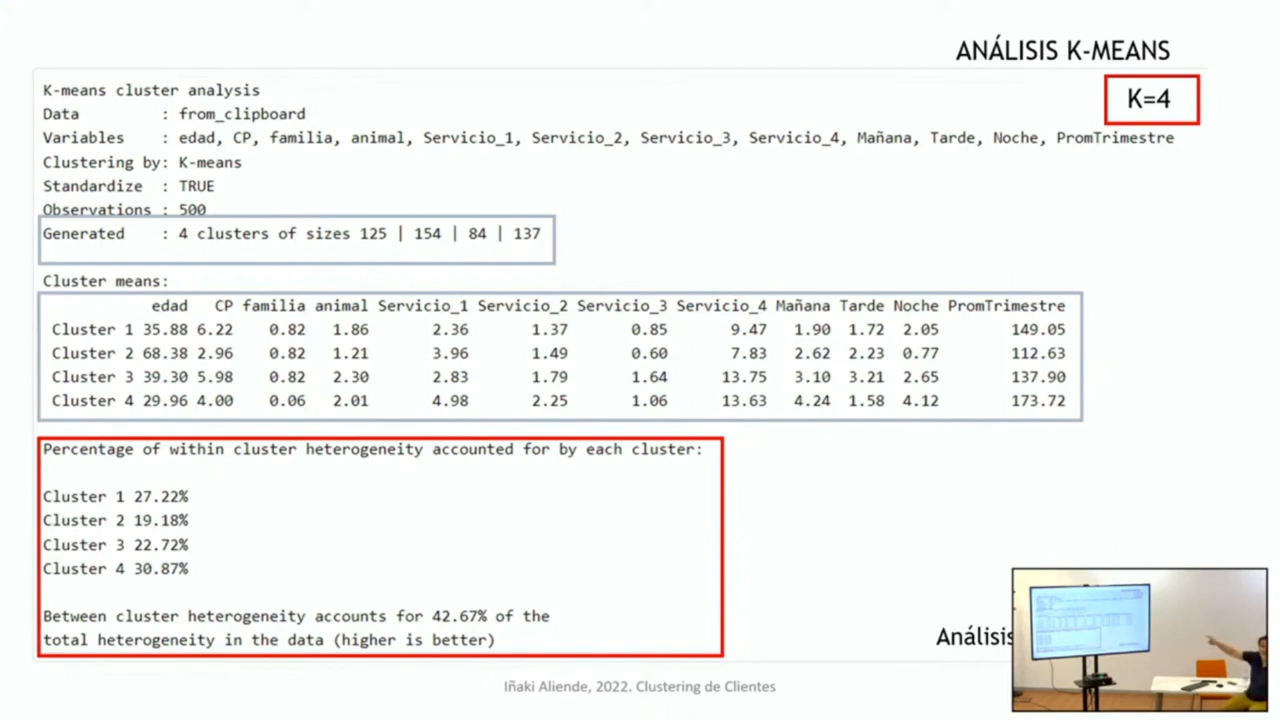 ANÁLISIS K-MEANS
K=4
K-means cluster analysis
Data : from_clipboard
Variables : edad, CP, familia, animal, Servicio_1, Servicio_2, Servicio_3, Servicio_4, Mañana, Tarde, Noche, PromTrimestre
Clustering by: K-means
Standardize : TRUE
Observations : 500
Generated : 4 clusters of sizes 125 | 154 | 84 | 137
Cluster means:
edad CP familia animal Servicio_1 Servicio_2 Servicio_3 Servicio_4 Mañana Tarde Noche PromTrimestre
Cluster 1 35.88 6.22 0.82 1.86 2.36 1.37 0.85 9.47 1.90 1.72 2.05 149.05
Cluster 2 68.38 2.96 0.82 1.21 3.96 1.49 0.60 7.83 2.62 2.23 0.77 112.63
Cluster 3 39.30 5.98 0.82 2.30 2.83 1.79 1.64 13.75 3.10 3.21 2.65 137.90
Cluster 4 29.96 4.00 0.06 2.01 4.98 2.25 1.06 13.63 4.24 1.58 4.12 173.72
Percentage of within cluster heterogeneity accounted for by each cluster:
Cluster 1 27.22%
Cluster 2 19.18%
Cluster 3 22.72%
Cluster 4 30.87%
Between cluster heterogeneity accounts for 42.67% of the
total heterogeneity in the data (higher is better)
Análisis
Iñaki Aliende, 2022. Clustering de Clientes